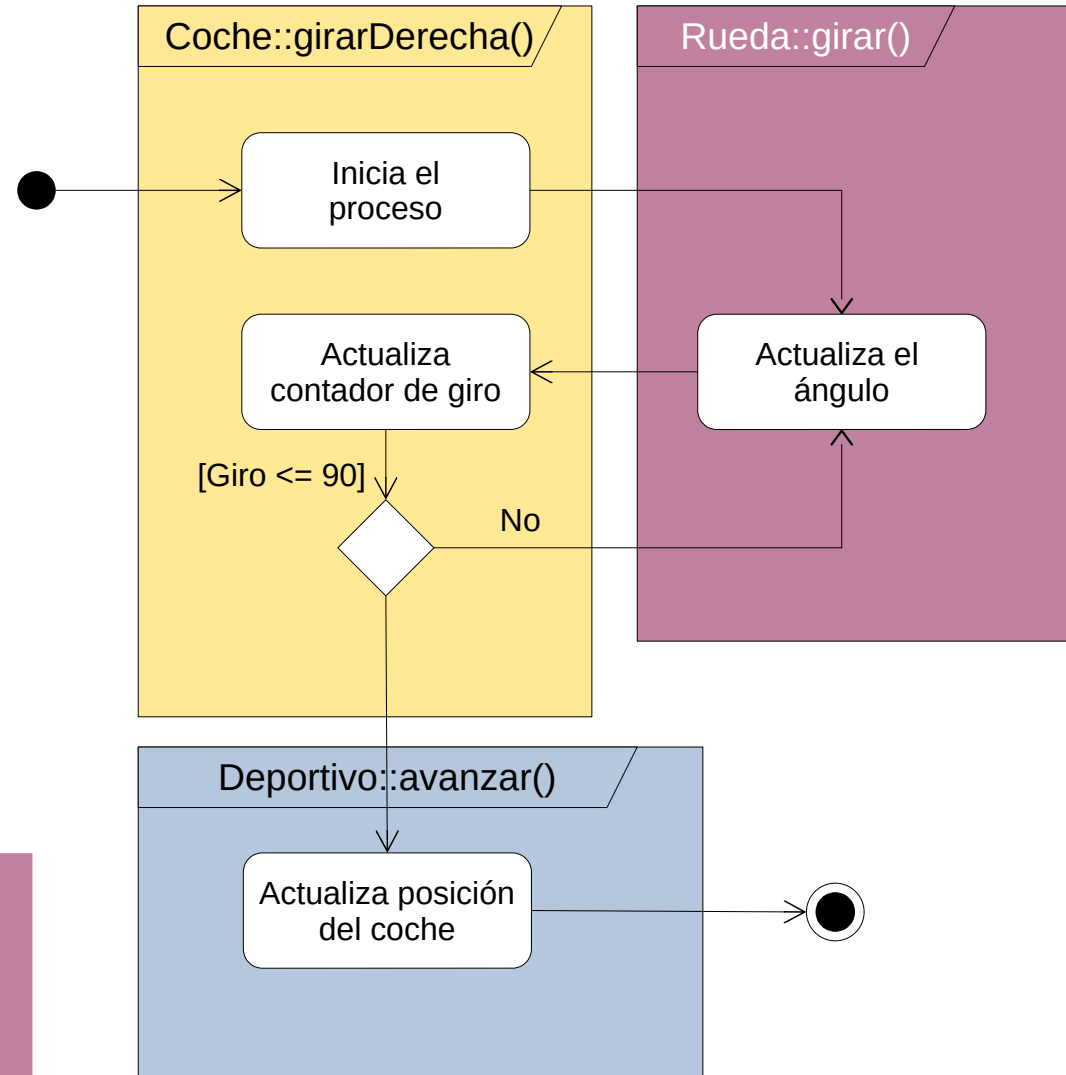 Coche::girarDerecha()
Rueda::girar()
Inicia el
proceso
Actualiza
contador de giro
Actualiza el
ángulo
[Giro <= 90]
No
Deportivo::avanzar()
Actualiza posición
del coche